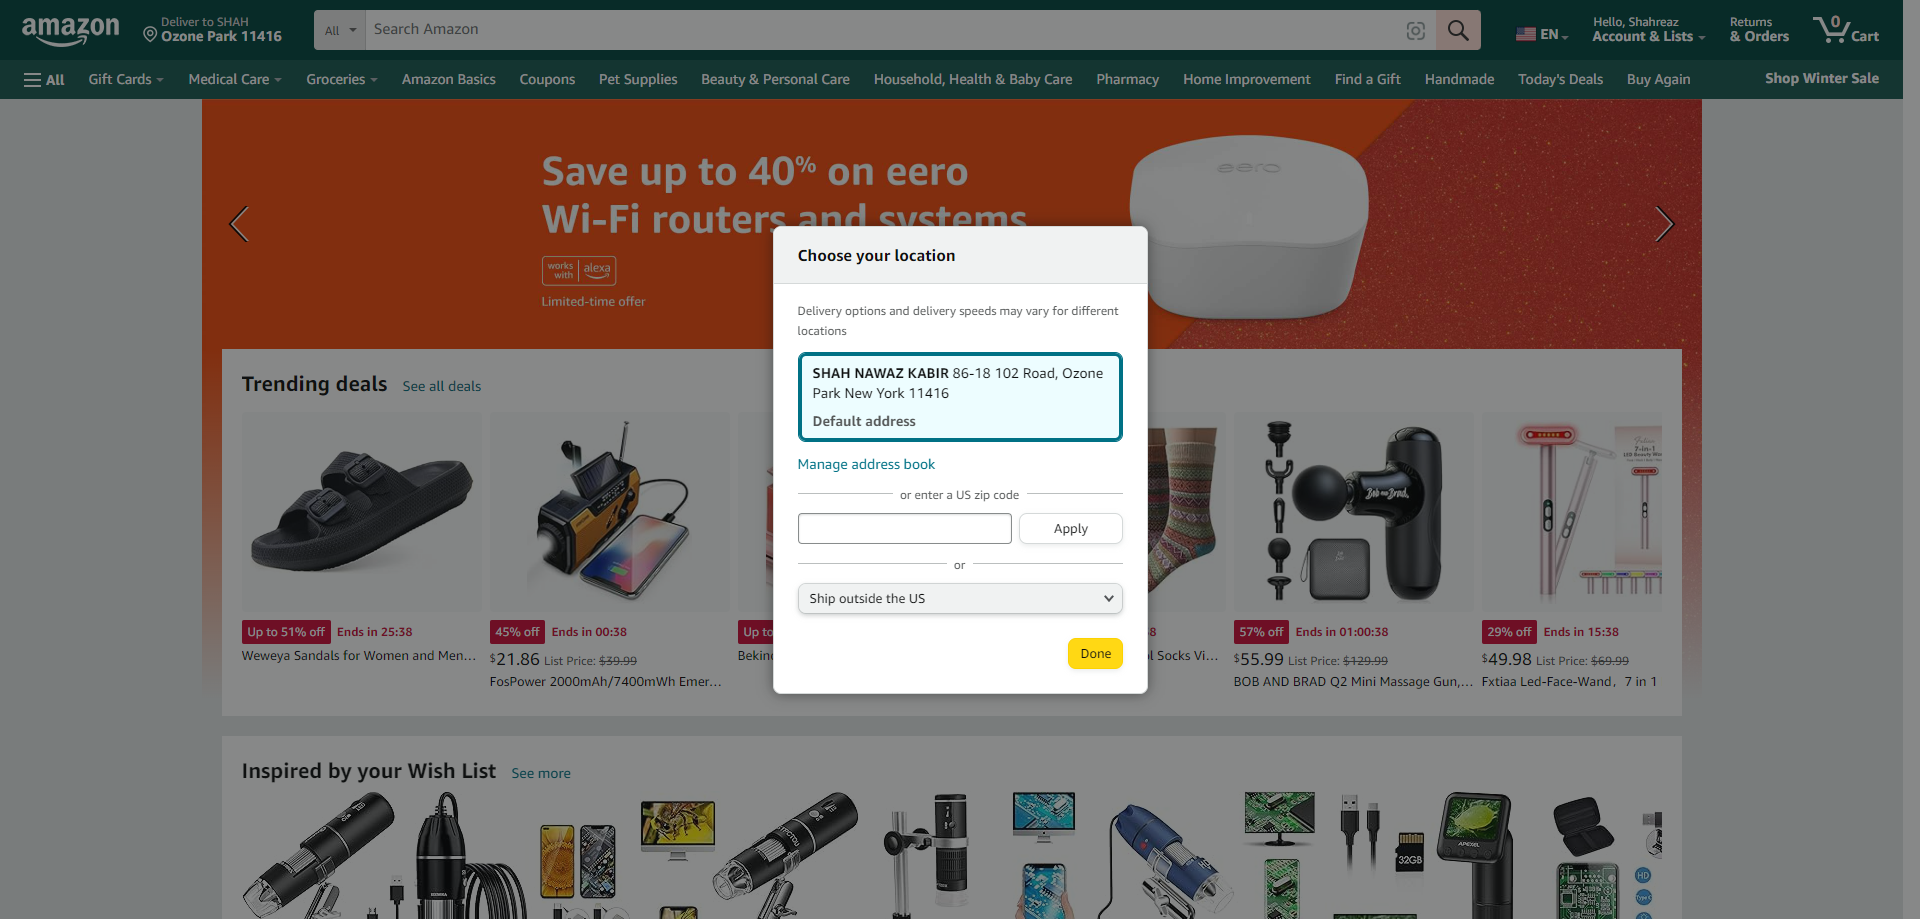 amazon
Deliver to SHAH
Ozone Park 11416
All
Search Amazon
EN
Hello, Shahreaz
Account & Lists
Returns
& Orders
0
Cart
All
Gift Cards
Medical Care
Groceries
Amazon Basics
Coupons
Pet Supplies
Beauty & Personal Care
Household, Health & Baby Care
Pharmacy
Home Improvement
Find a Gift
Handmade
Today's Deals
Buy Again
Shop Winter Sale
Save up to 40% on eero
Wi-Fi routers and systems
works with alexa
Limited-time offer
eero
Choose your location
Delivery options and delivery speeds may vary for different
locations
SHAH NAWAZ KABIR 86-18 102 Road, Ozone
Park New York 11416
Default address
Manage address book
or enter a US zip code
Apply
or
Ship outside the US
Done
Trending deals
See all deals
Bob and Brad
7-in-1
Up to 51% off
Ends in 25:38
Weweya Sandals for Women and Men...
45% off
Ends in 00:38
$21.86 List Price: $39.99
FosPower 2000mAh/7400mWh Emer...
Up to
l Socks Vi...
57% off
Ends in 01:00:38
$55.99 List Price: $129.99
BOB AND BRAD Q2 Mini Massage Gun,...
29% off
Ends in 15:38
$49.98 List Price: $69.99
Fxtiaa Led-Face-Wand, 7 in 1
Inspired by your Wish List
See more
32GB
APEXEL
HD